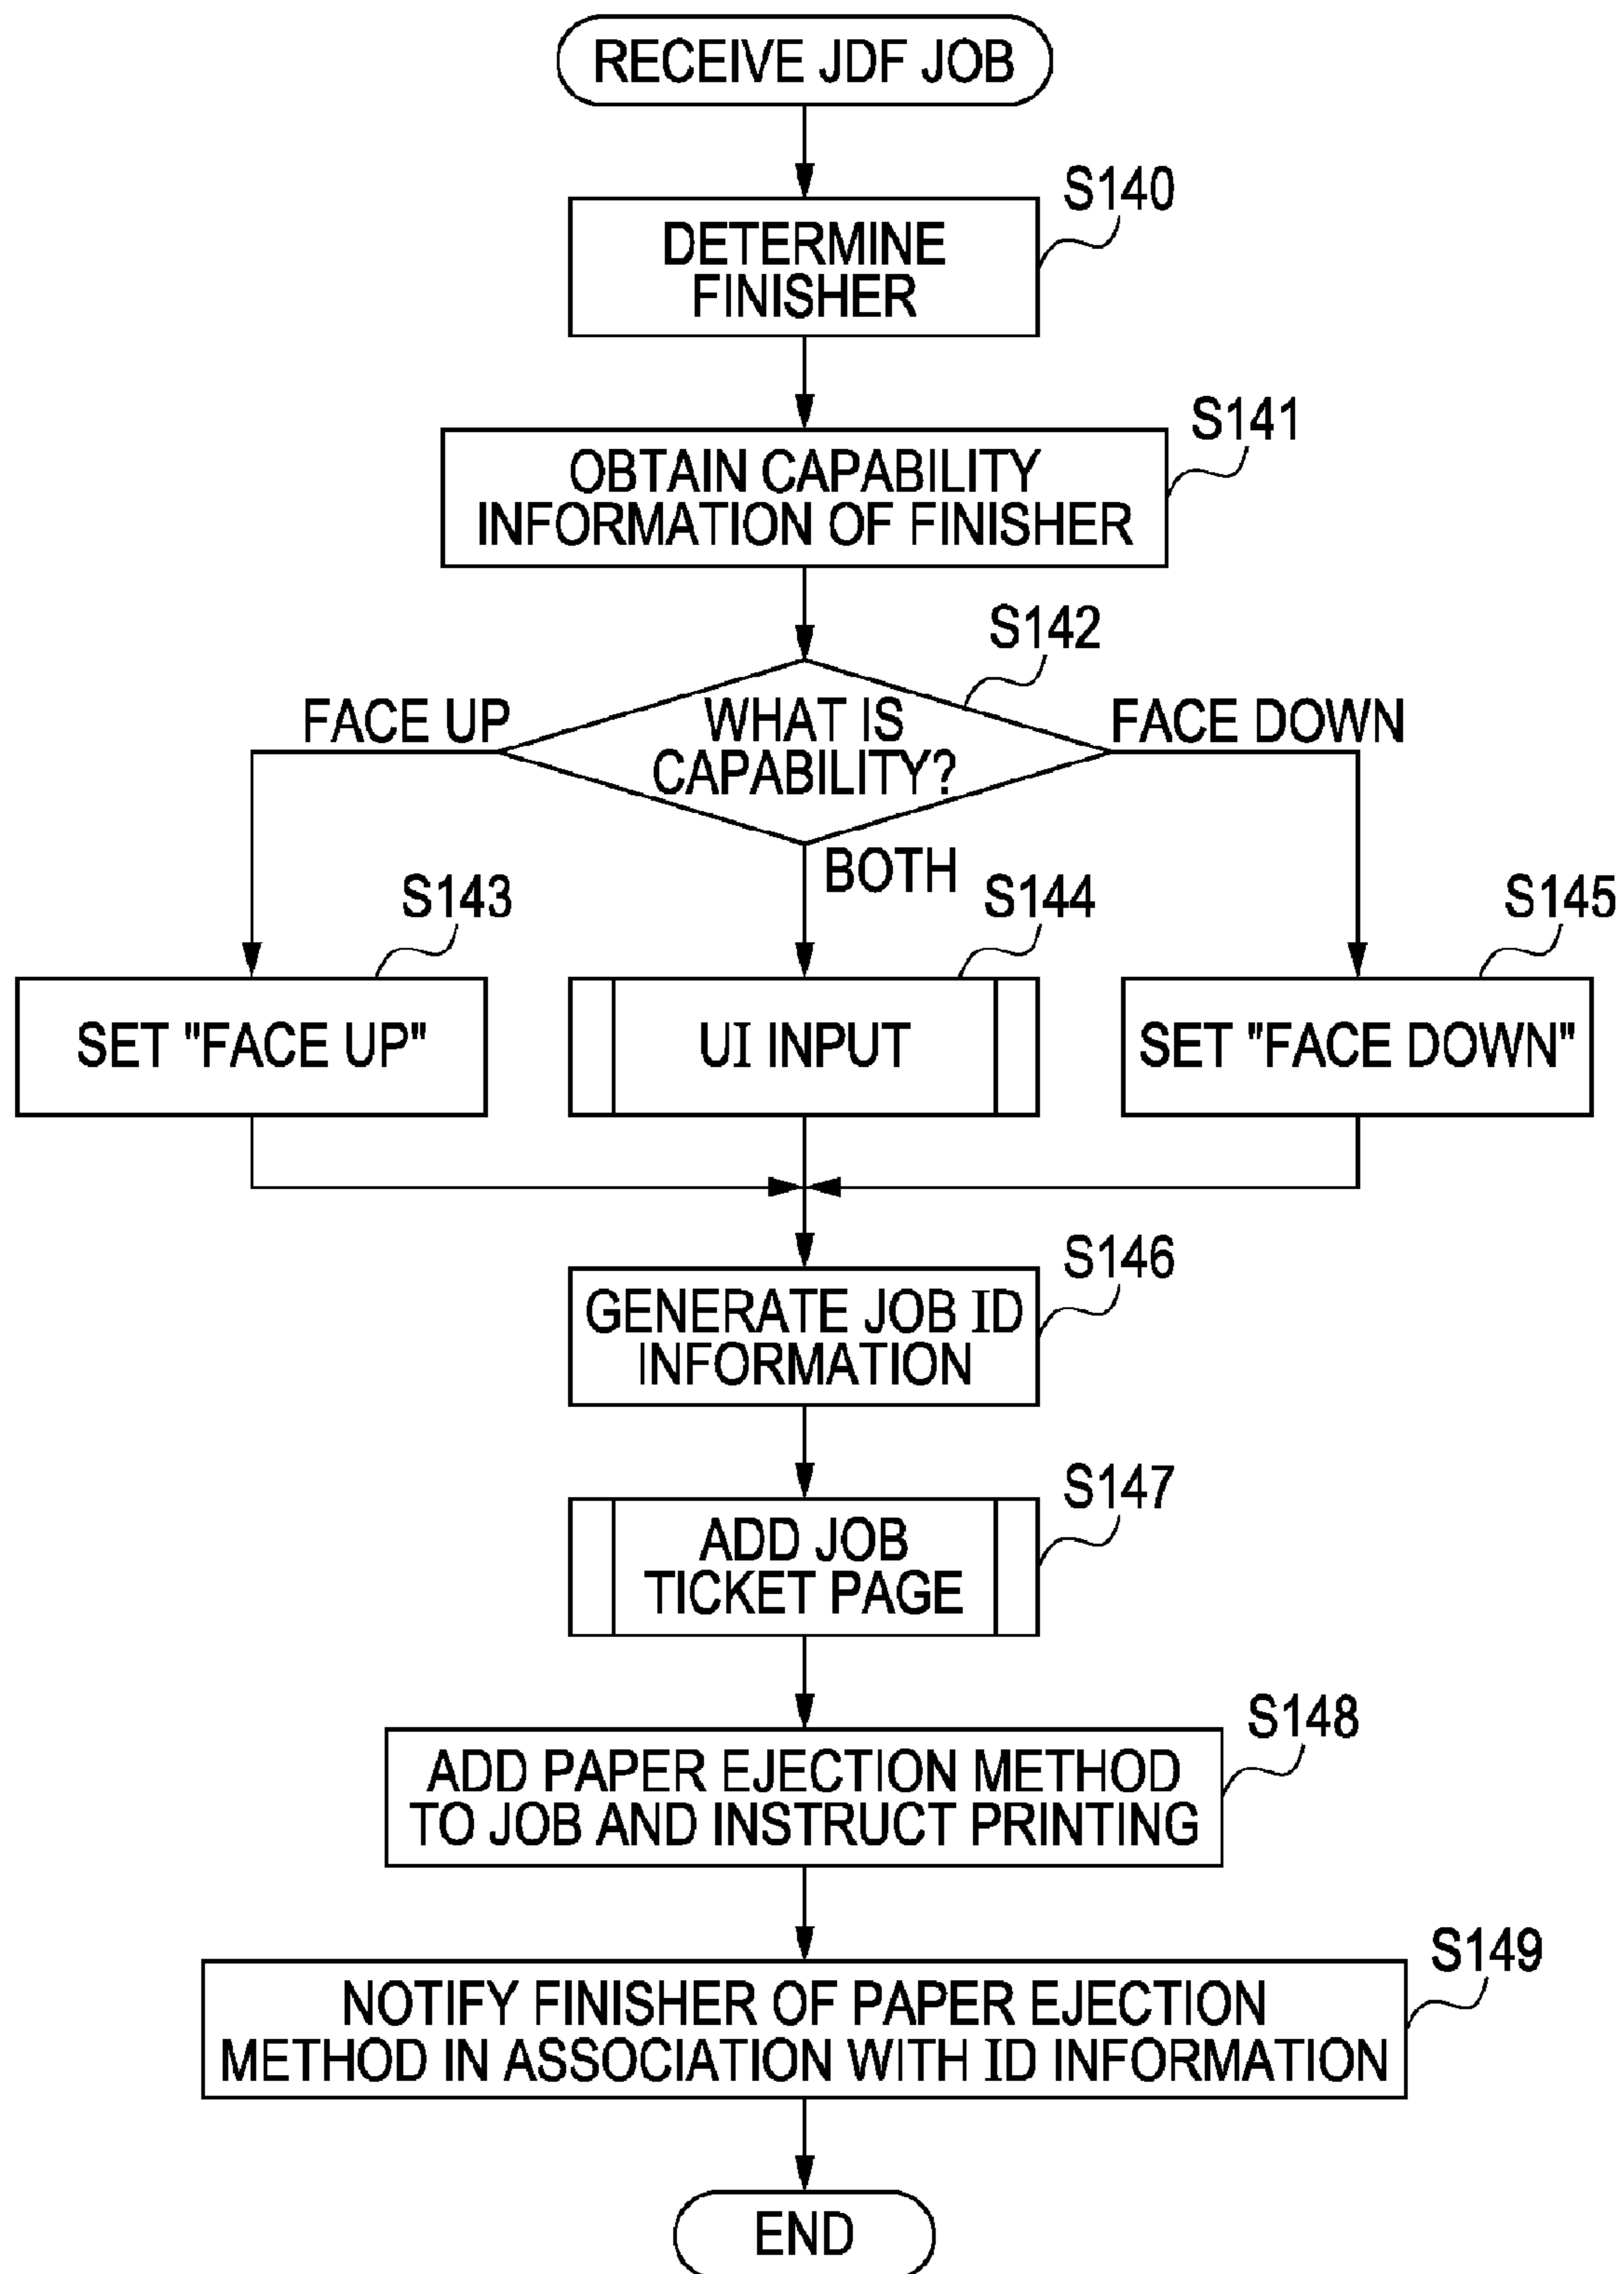 RECEIVE JDF JOB
S140
DETERMINE
FINISHER
S141
OBTAIN CAPABILITY
INFORMATION OF FINISHER
S142
FACE UP
WHAT IS
CAPABILITY?
FACE DOWN
BOTH
S143
S144
S145
SET "FACE UP"
UI INPUT
SET "FACE DOWN"
S146
GENERATE JOB ID
INFORMATION
S147
ADD JOB
TICKET PAGE
S148
ADD PAPER EJECTION METHOD
TO JOB AND INSTRUCT PRINTING
S149
NOTIFY FINISHER OF PAPER EJECTION
METHOD IN ASSOCIATION WITH ID INFORMATION
END